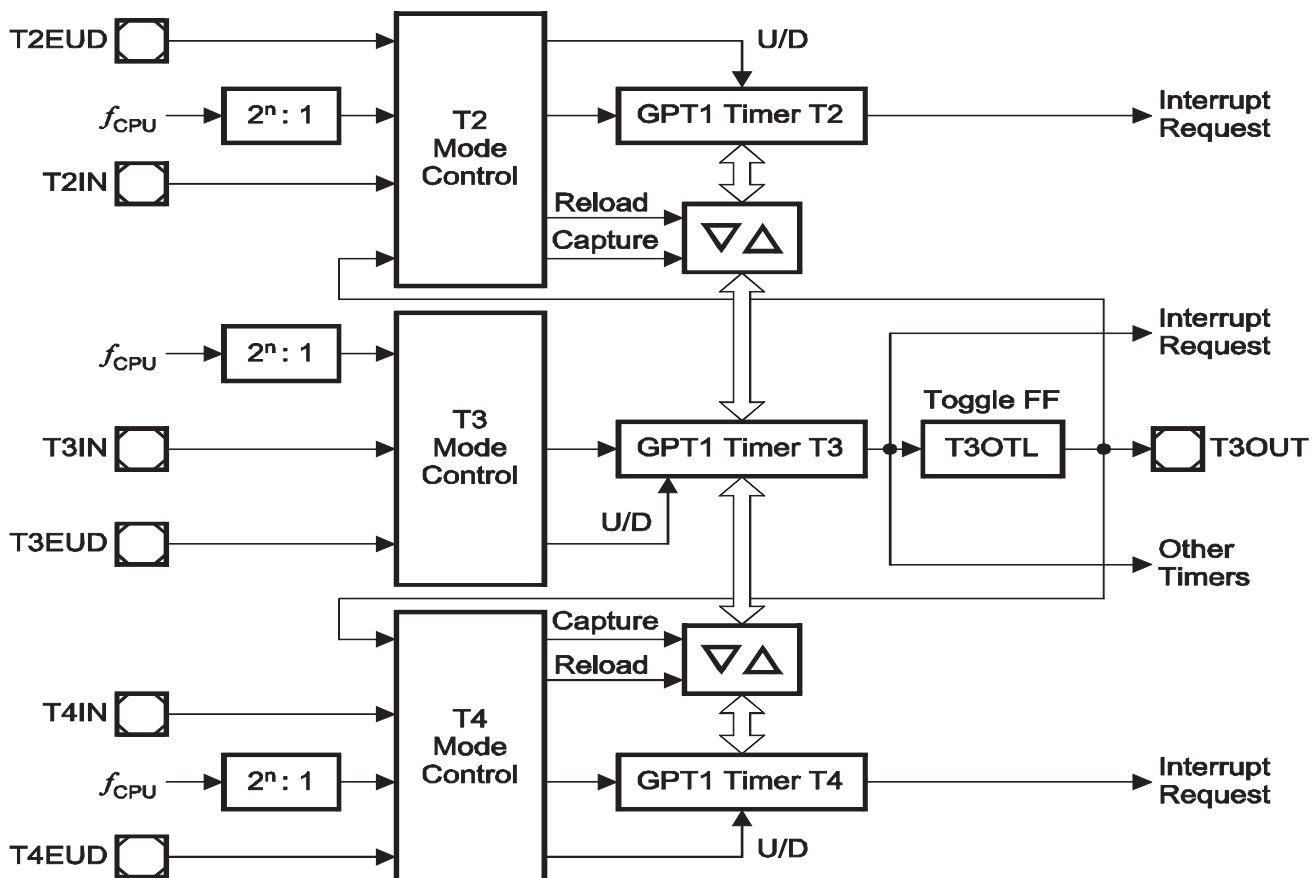 T2EUD
U/D
fCPU
2ⁿ : 1
T2
Mode
Control
GPT1 Timer T2
Interrupt
Request
T2IN
Reload
Capture
fCPU
2ⁿ : 1
Interrupt
Request
T3
Mode
Control
Toggle FF
T3IN
GPT1 Timer T3
T3OTL
T3OUT
U/D
T3EUD
Other
Timers
Capture
Reload
T4IN
T4
Mode
Control
fCPU
2ⁿ : 1
GPT1 Timer T4
Interrupt
Request
T4EUD
U/D